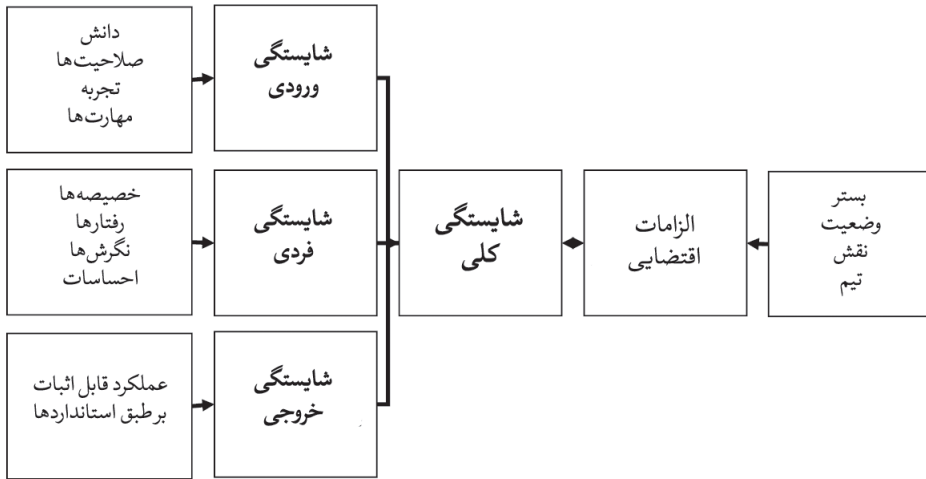 دانش
صلاحیت‌ها
تجربه
مهارت‌ها
شایستگی
ورودی
خصیصه‌ها
رفتارها
نگرش‌ها
احساسات
شایستگی
فردی
شایستگی
کلی
الزامات
اقتضایی
بستر
وضعیت
نقش
تیم
عملکرد قابل اثبات
بر طبق استانداردها
شایستگی
خروجی